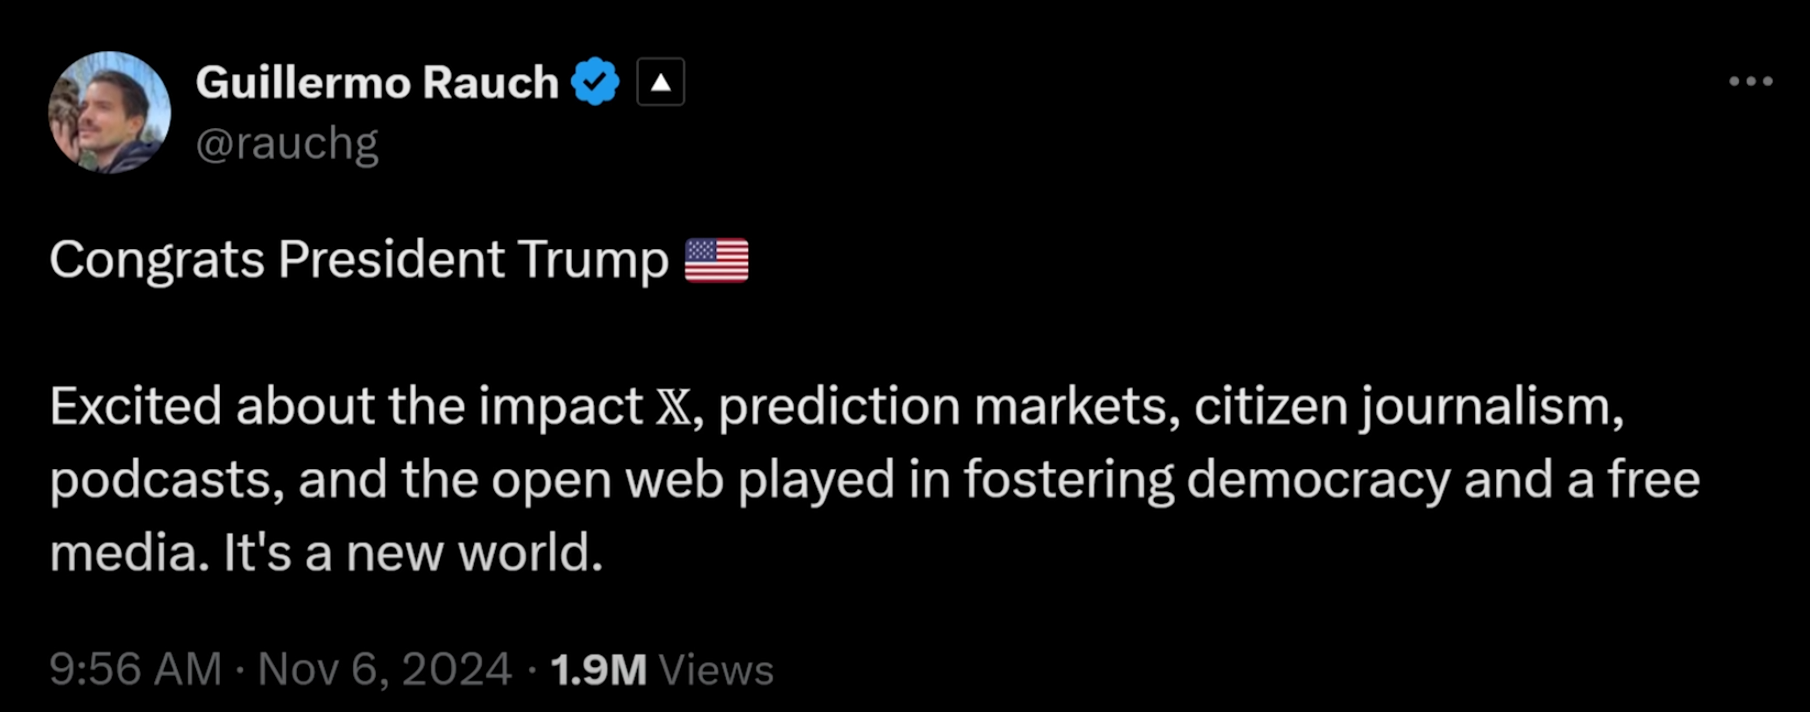 Guillermo Rauch
@rauchg
Congrats President Trump 🇺🇸
Excited about the impact 𝕏, prediction markets, citizen journalism,
podcasts, and the open web played in fostering democracy and a free
media. It's a new world.
9:56 AM · Nov 6, 2024 · 1.9M Views